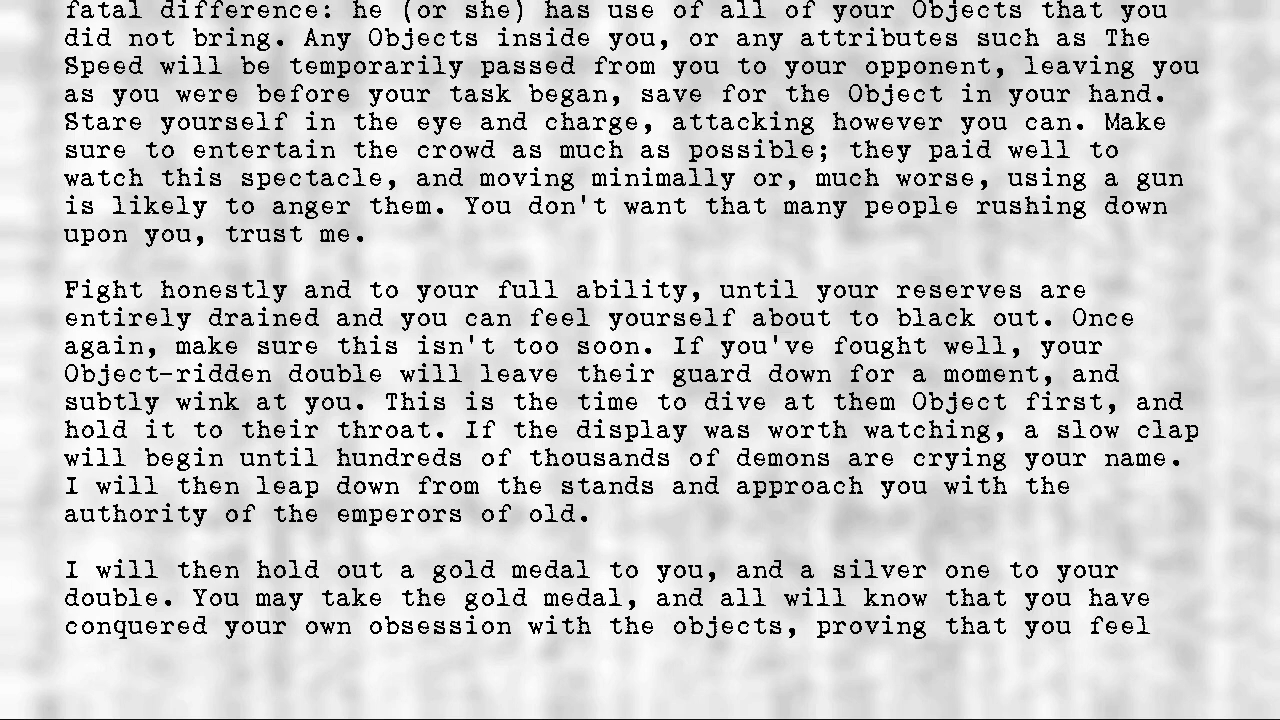 fatal difference: he (or she) has use of all of your Objects that you
did not bring. Any Objects inside you, or any attributes such as The
Speed will be temporarily passed from you to your opponent, leaving you
as you were before your task began, save for the Object in your hand.
Stare yourself in the eye and charge, attacking however you can. Make
sure to entertain the crowd as much as possible; they paid well to
watch this spectacle, and moving minimally or, much worse, using a gun
is likely to anger them. You don't want that many people rushing down
upon you, trust me.
Fight honestly and to your full ability, until your reserves are
entirely drained and you can feel yourself about to black out. Once
again, make sure this isn't too soon. If you've fought well, your
Object-ridden double will leave their guard down for a moment, and
subtly wink at you. This is the time to dive at them Object first, and
hold it to their throat. If the display was worth watching, a slow clap
will begin until hundreds of thousands of demons are crying your name.
I will then leap down from the stands and approach you with the
authority of the emperors of old.
I will then hold out a gold medal to you, and a silver one to your
double. You may take the gold medal, and all will know that you have
conquered your own obsession with the objects, proving that you feel